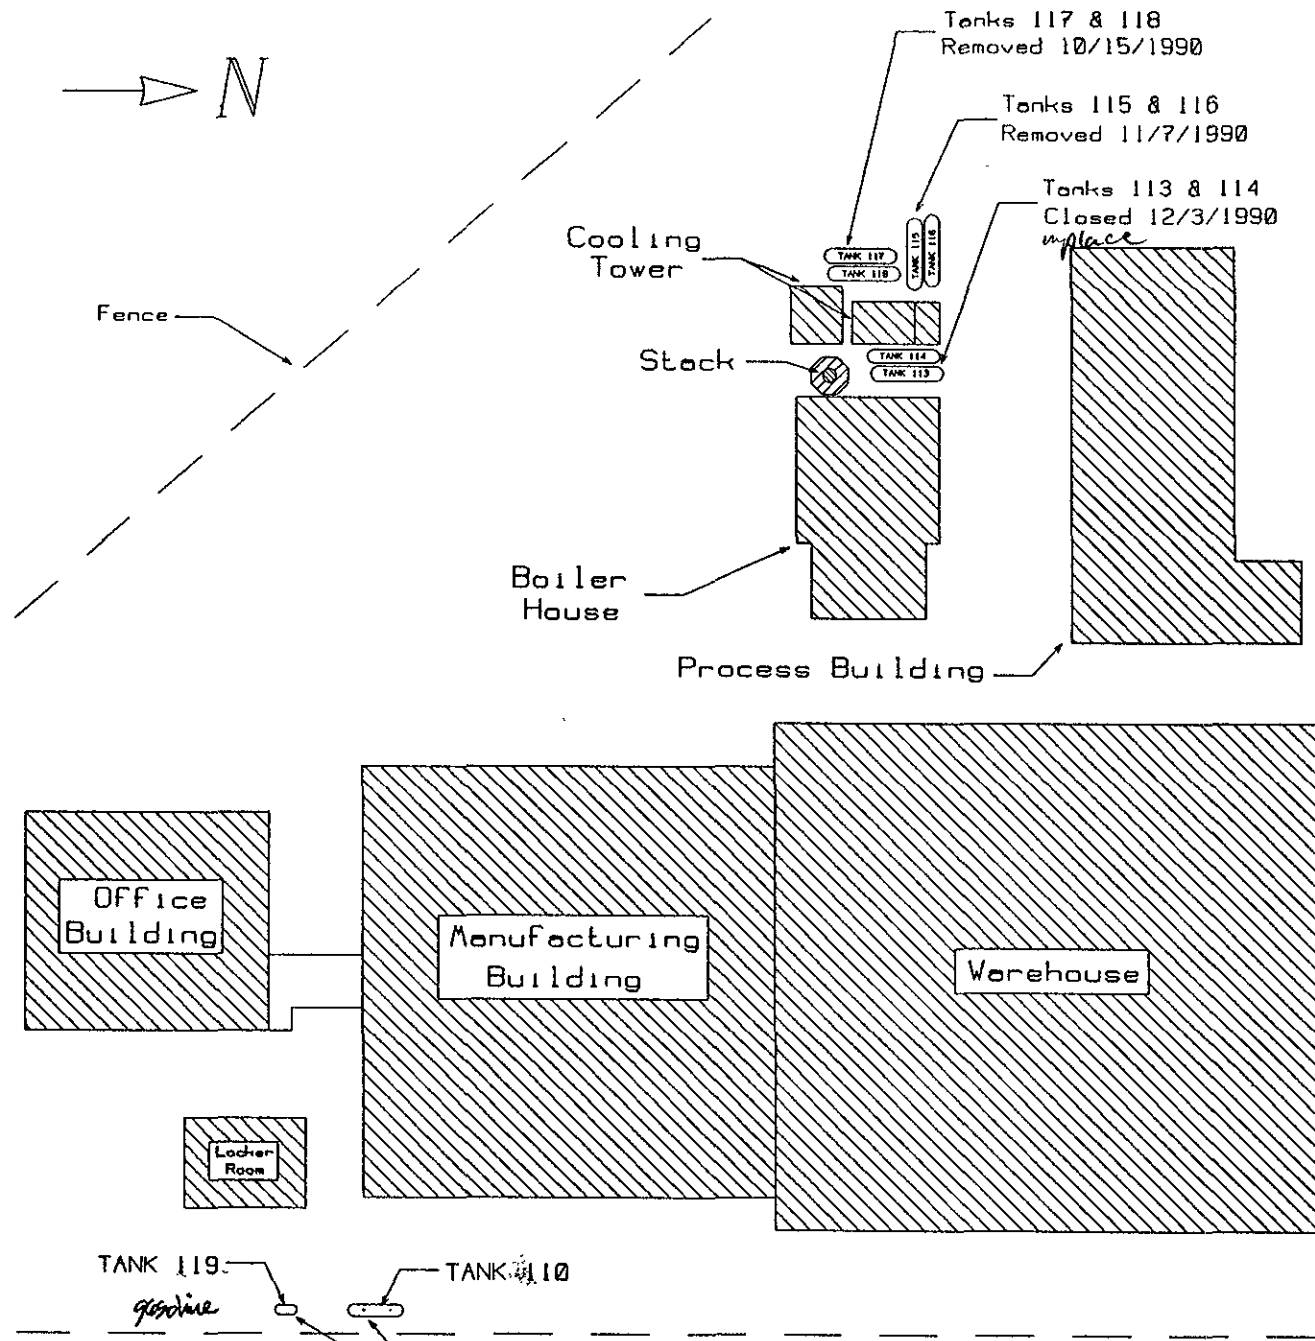 N
Tanks 117 & 118
Removed 10/15/1990
Tanks 115 & 116
Removed 11/7/1990
Tanks 113 & 114
Closed 12/3/1990
in place
Cooling
Tower
TANK 117
TANK 118
TANK 115
TANK 116
Fence
Stack
TANK 114
TANK 113
Boiler
House
Process Building
Office
Building
Manufacturing
Building
Warehouse
Locker
Room
TANK 119
TANK 110
gasoline